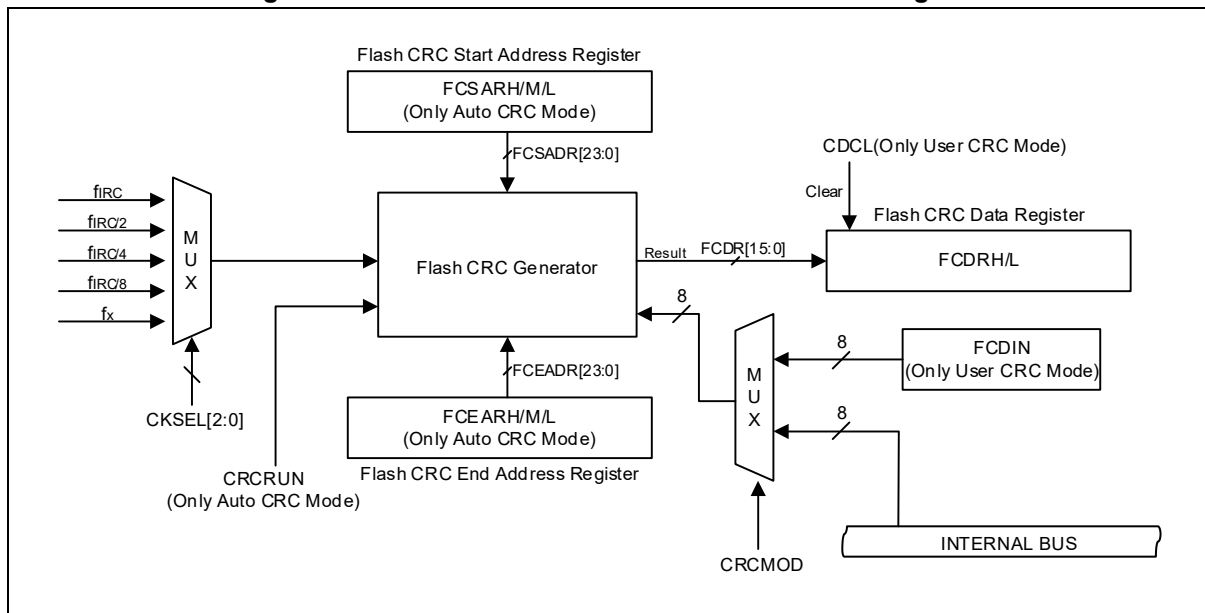 Flash CRC Start Address Register
FCSARH/M/L
(Only Auto CRC Mode)
FCSADR[23:0]
CDCL(Only User CRC Mode)
Clear
Flash CRC Data Register
fIRC
fIRC/2
fIRC/4
fIRC/8
fx
M
U
X
CKSEL[2:0]
Flash CRC Generator
Result
FCDR[15:0]
FCDRH/L
8
FCEADR[23:0]
FCEARH/M/L
(Only Auto CRC Mode)
Flash CRC End Address Register
CRCRUN
(Only Auto CRC Mode)
M
U
X
8
FCDIN
(Only User CRC Mode)
8
CRCMOD
INTERNAL BUS